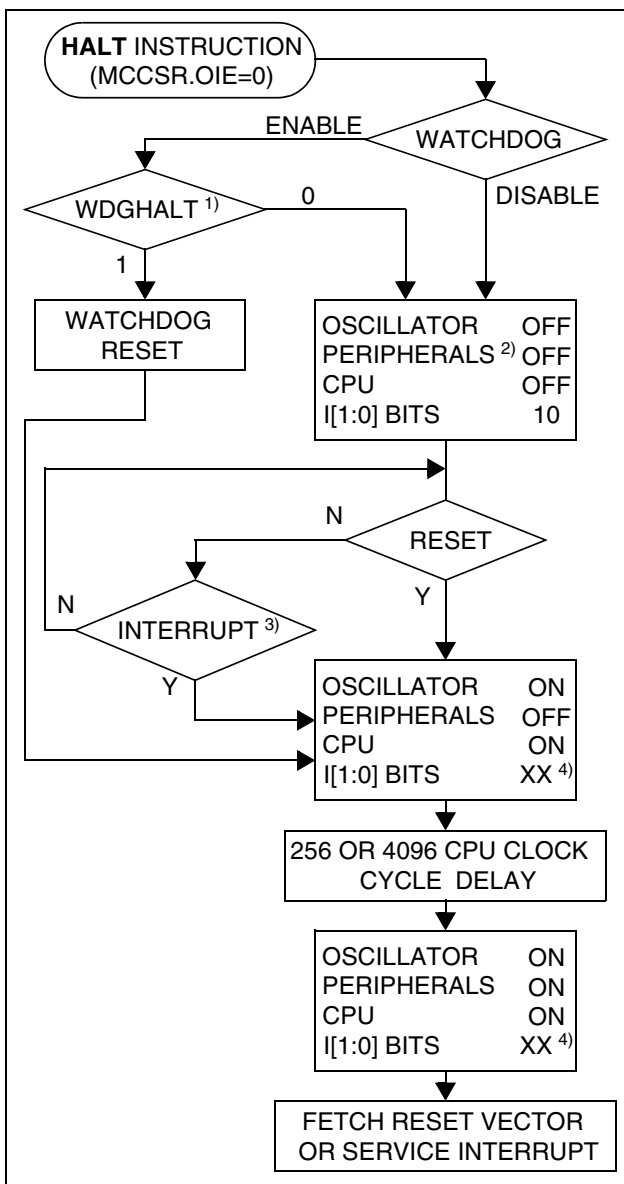 HALT INSTRUCTION
(MCCSR.OIE=0)
ENABLE
WATCHDOG
WDGHALT 1)
0
DISABLE
1
WATCHDOG
RESET
OSCILLATOR OFF
PERIPHERALS 2) OFF
CPU OFF
I[1:0] BITS 10
N
RESET
N
Y
INTERRUPT 3)
Y
OSCILLATOR ON
PERIPHERALS OFF
CPU ON
I[1:0] BITS XX 4)
256 OR 4096 CPU CLOCK
CYCLE DELAY
OSCILLATOR ON
PERIPHERALS ON
CPU ON
I[1:0] BITS XX 4)
FETCH RESET VECTOR
OR SERVICE INTERRUPT